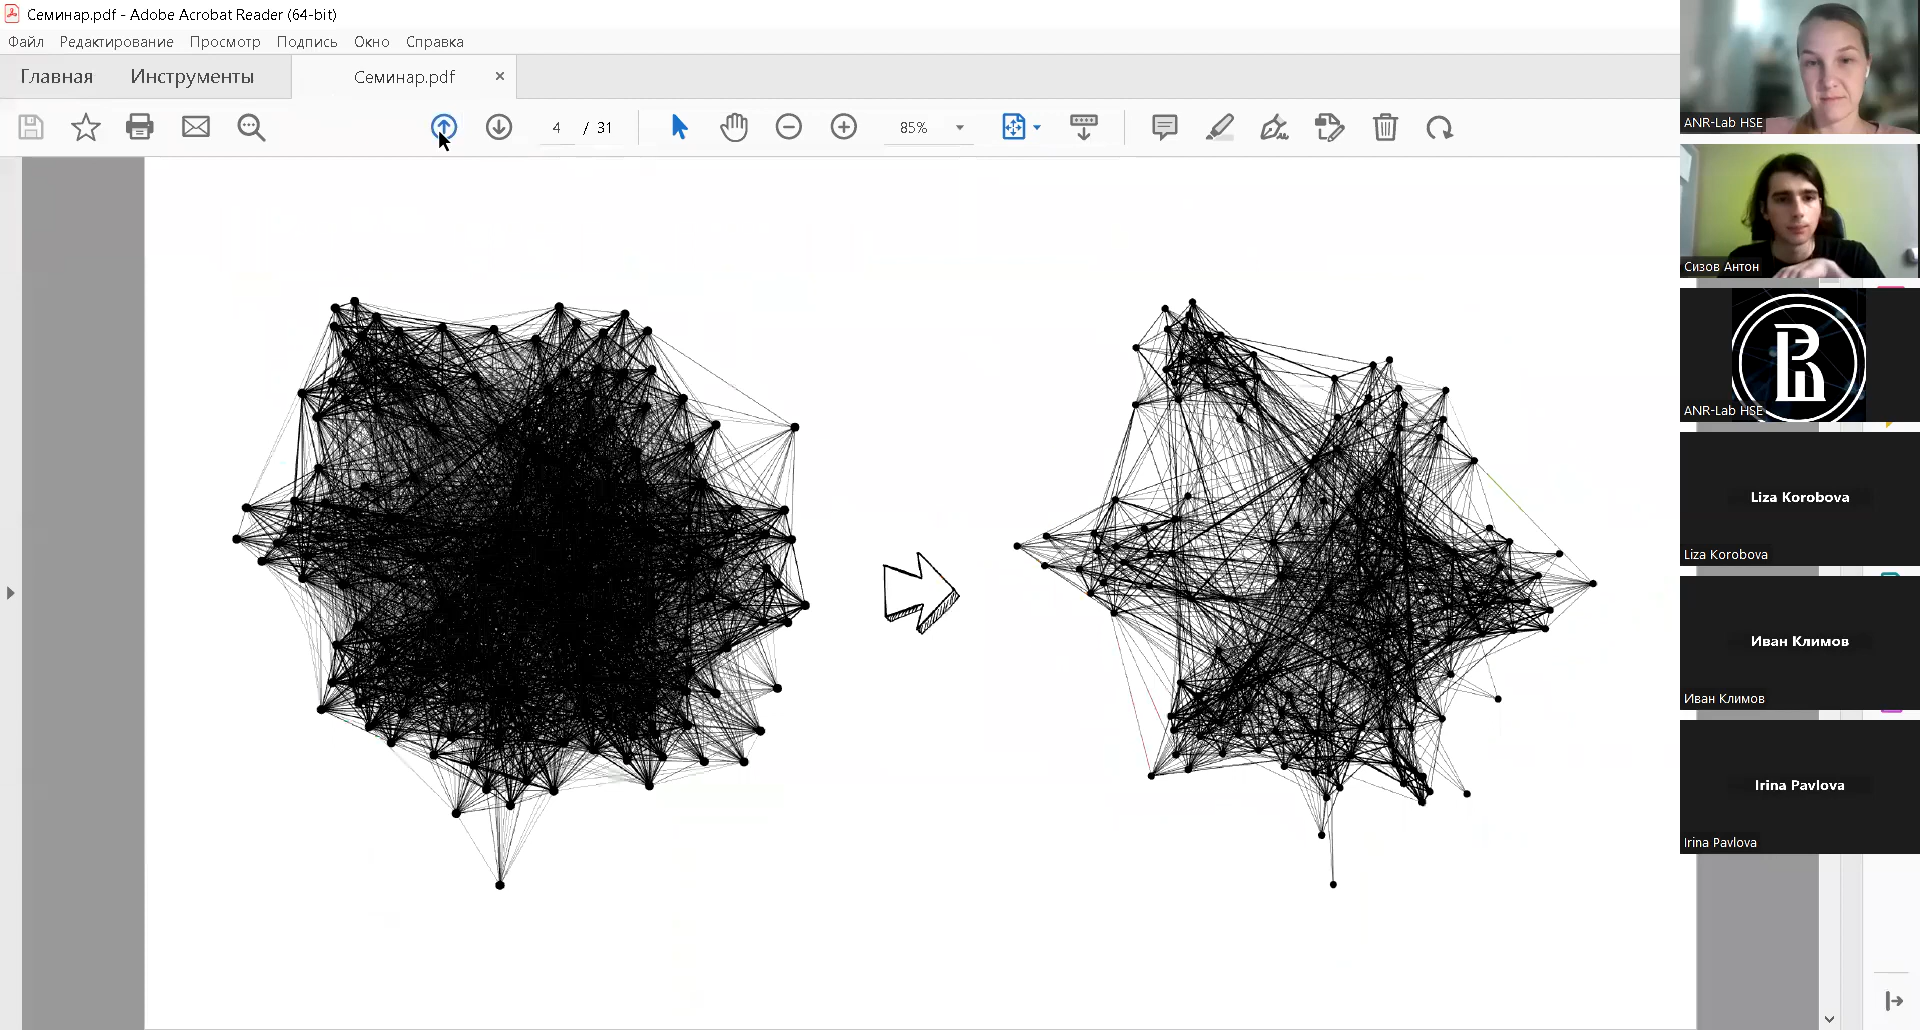 Семинар.pdf - Adobe Acrobat Reader (64-bit)
Файл Редактирование Просмотр Подпись Окно Справка
Главная Инструменты Семинар.pdf ×
4 / 31 85%
ANR-Lab HSE
Сизов Антон
ANR-Lab HSE
Liza Korobova
Liza Korobova
Иван Климов
Иван Климов
Irina Pavlova
Irina Pavlova